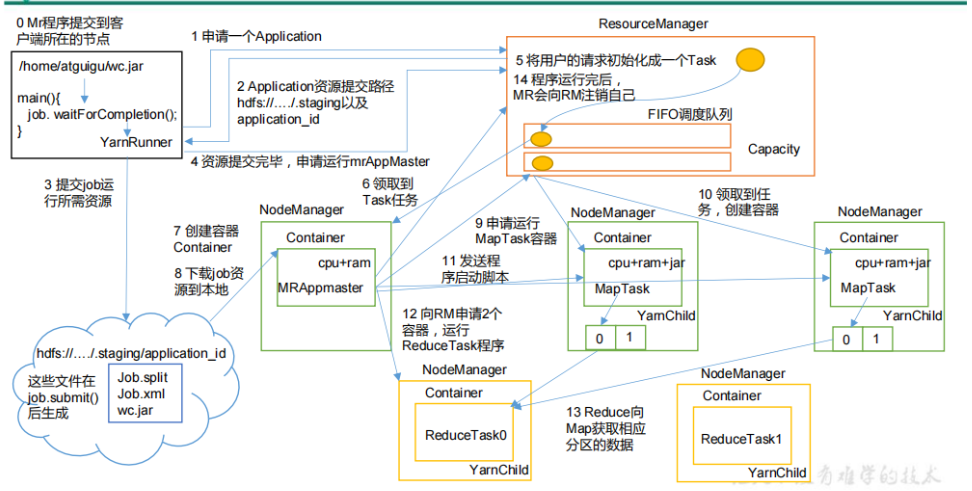 0 Mr程序提交到客
户端所在的节点
/home/atguigu/wc.jar
main(){
job. waitForCompletion();
}
YarnRunner
1 申请一个Application
2 Application资源提交路径
hdfs://…./.staging以及
application_id
4 资源提交完毕，申请运行mrAppMaster
ResourceManager
5 将用户的请求初始化成一个Task
14 程序运行完后，
MR会向RM注销自己
FIFO调度队列
Capacity
3 提交job运
行所需资源
6 领取到
Task任务
7 创建容器
Container
8 下载job资
源到本地
NodeManager
Container
cpu+ram
MRAppmaster
9 申请运行
MapTask容器
11 发送程
序启动脚本
NodeManager
Container
cpu+ram+jar
MapTask
YarnChild
0
1
10 领取到任
务，创建容器
NodeManager
Container
cpu+ram+jar
MapTask
YarnChild
0
1
12 向RM申请2个
容器，运行
ReduceTask程序
hdfs://…./.staging/application_id
这些文件在
job.submit()
后生成
Job.split
Job.xml
wc.jar
NodeManager
Container
ReduceTask0
YarnChild
13 Reduce向
Map获取相应
分区的数据
NodeManager
Container
ReduceTask1
YarnChild
有难学的技术